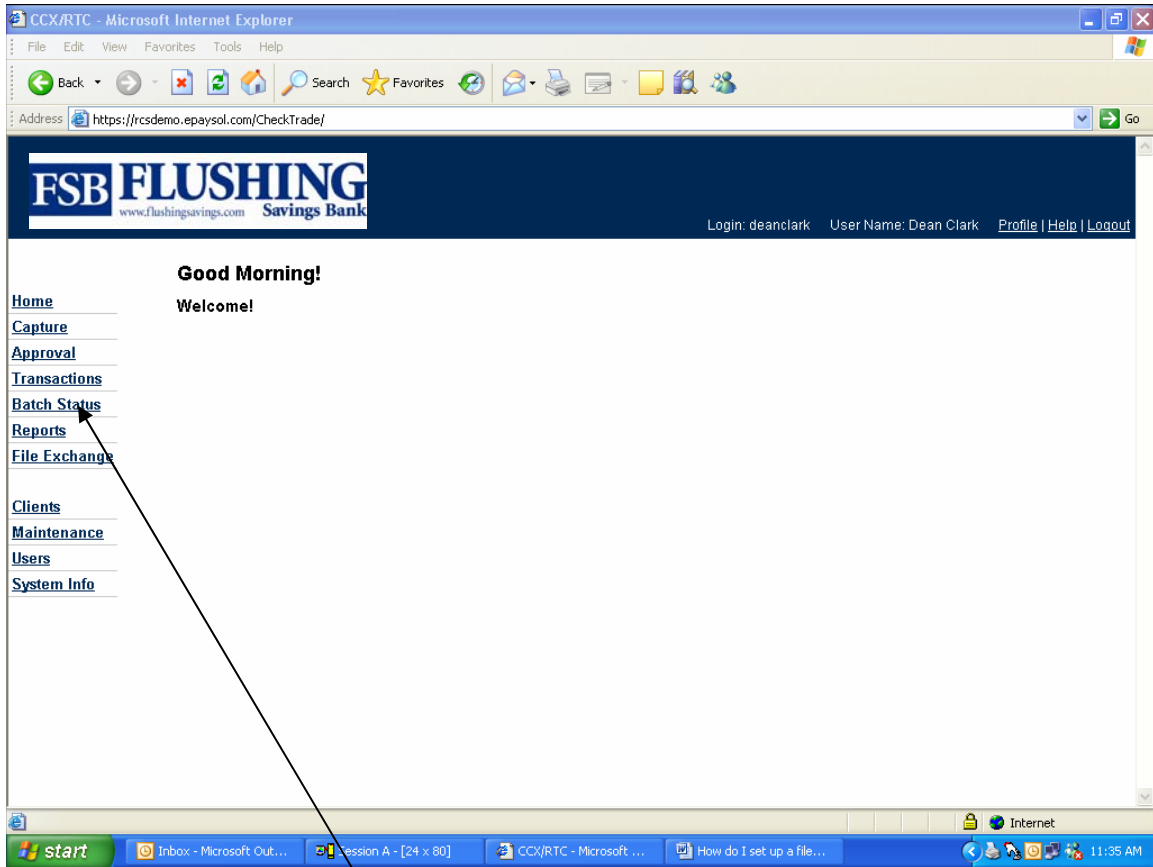 CCX/RTC - Microsoft Internet Explorer
File Edit View Favorites Tools Help
Back Search Favorites
Address https://rcsdemo.epaysol.com/CheckTrade/ Go
FSB FLUSHING
www.flushingsavings.com Savings Bank
Login: deanclark User Name: Dean Clark Profile | Help | Logout
Good Morning!
Welcome!
Home
Capture
Approval
Transactions
Batch Status
Reports
File Exchange
Clients
Maintenance
Users
System Info
Internet
start Inbox - Microsoft Out... Session A - [24 x 80] CCX/RTC - Microsoft ... How do I set up a file... 11:35 AM